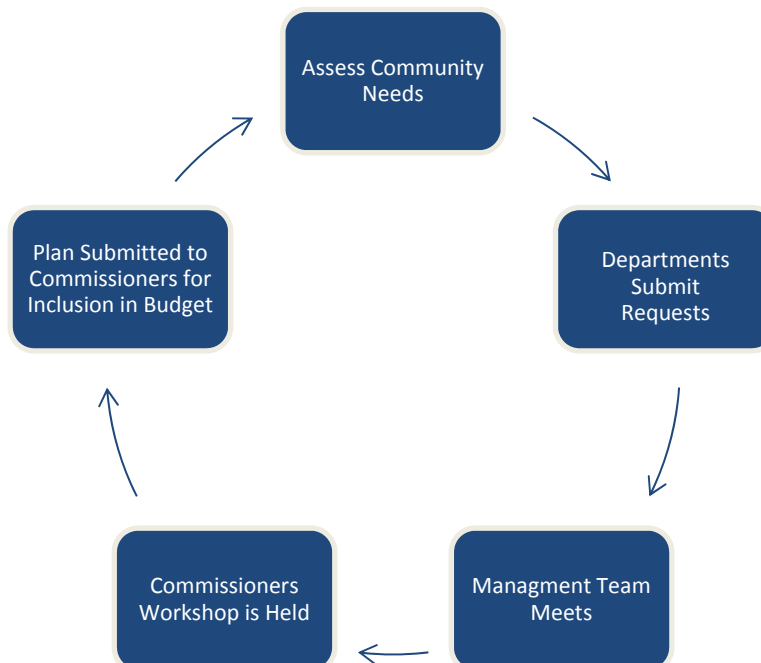 Assess Community
Needs
Departments
Submit
Requests
Managment Team
Meets
Commissioners
Workshop is Held
Plan Submitted to
Commissioners for
Inclusion in Budget